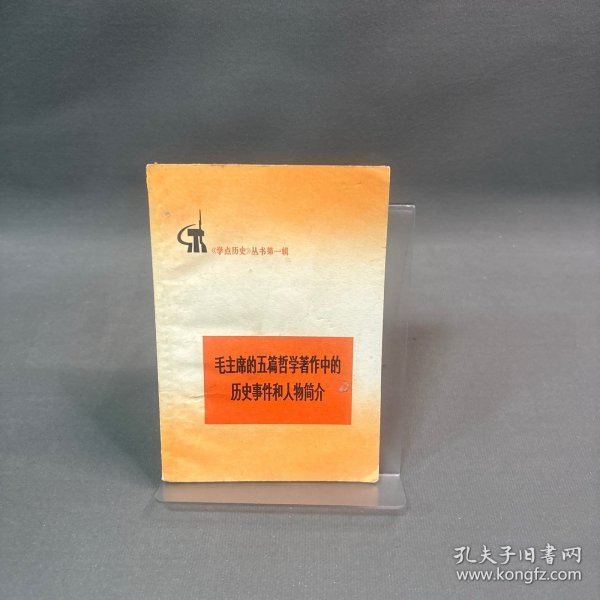 《学点历史》丛书第一辑
毛主席的五篇哲学著作中的
历史事件和人物简介
孔夫子旧书网
www.kongfz.com